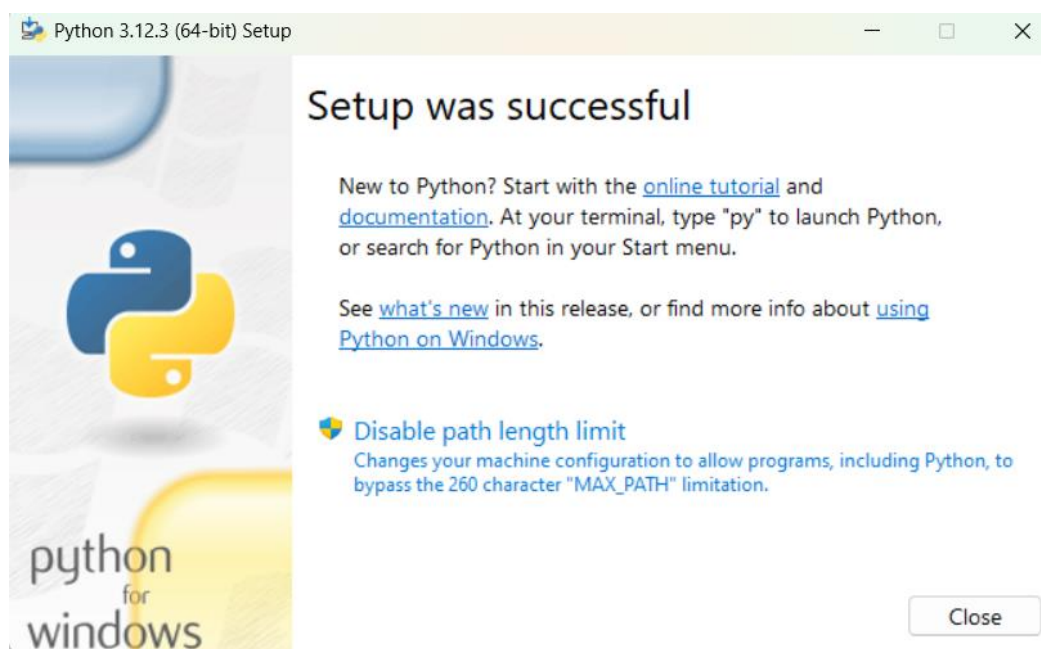 Python 3.12.3 (64-bit) Setup
Setup was successful
New to Python? Start with the online tutorial and
documentation. At your terminal, type "py" to launch Python,
or search for Python in your Start menu.
See what's new in this release, or find more info about using
Python on Windows.
Disable path length limit
Changes your machine configuration to allow programs, including Python, to
bypass the 260 character "MAX_PATH" limitation.
python
for
windows
Close